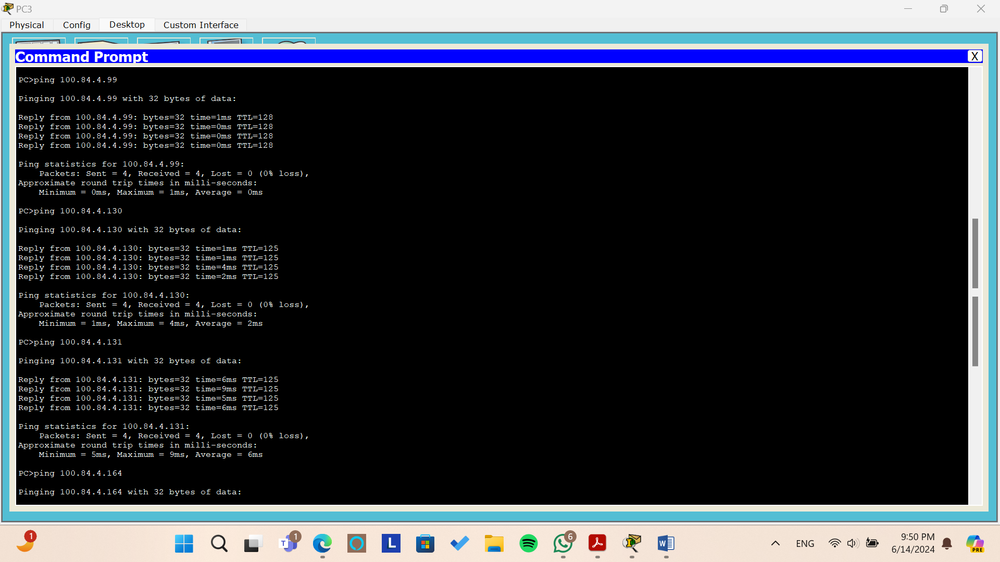 PC3
Physical Config Desktop Custom Interface
Command Prompt X
PC>ping 100.84.4.99
Pinging 100.84.4.99 with 32 bytes of data:
Reply from 100.84.4.99: bytes=32 time=1ms TTL=128
Reply from 100.84.4.99: bytes=32 time=0ms TTL=128
Reply from 100.84.4.99: bytes=32 time=0ms TTL=128
Reply from 100.84.4.99: bytes=32 time=0ms TTL=128
Ping statistics for 100.84.4.99:
Packets: Sent = 4, Received = 4, Lost = 0 (0% loss),
Approximate round trip times in milli-seconds:
Minimum = 0ms, Maximum = 1ms, Average = 0ms
PC>ping 100.84.4.130
Pinging 100.84.4.130 with 32 bytes of data:
Reply from 100.84.4.130: bytes=32 time=1ms TTL=125
Reply from 100.84.4.130: bytes=32 time=1ms TTL=125
Reply from 100.84.4.130: bytes=32 time=4ms TTL=125
Reply from 100.84.4.130: bytes=32 time=2ms TTL=125
Ping statistics for 100.84.4.130:
Packets: Sent = 4, Received = 4, Lost = 0 (0% loss),
Approximate round trip times in milli-seconds:
Minimum = 1ms, Maximum = 4ms, Average = 2ms
PC>ping 100.84.4.131
Pinging 100.84.4.131 with 32 bytes of data:
Reply from 100.84.4.131: bytes=32 time=6ms TTL=125
Reply from 100.84.4.131: bytes=32 time=9ms TTL=125
Reply from 100.84.4.131: bytes=32 time=5ms TTL=125
Reply from 100.84.4.131: bytes=32 time=6ms TTL=125
Ping statistics for 100.84.4.131:
Packets: Sent = 4, Received = 4, Lost = 0 (0% loss),
Approximate round trip times in milli-seconds:
Minimum = 5ms, Maximum = 9ms, Average = 6ms
PC>ping 100.84.4.164
Pinging 100.84.4.164 with 32 bytes of data:
1 T 1 L 6 W ENG 9:50 PM
6/14/2024 PRE